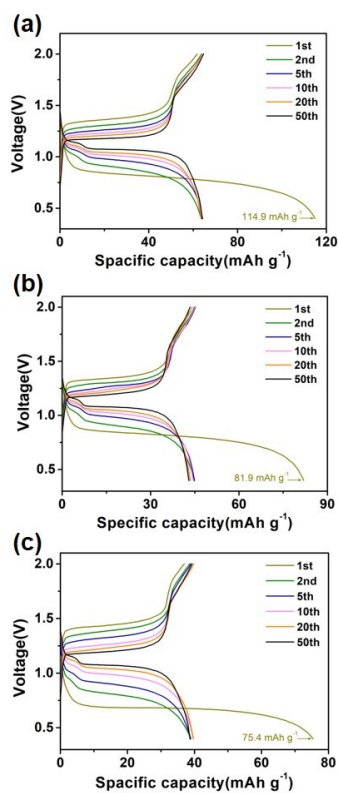 (a)
2.0
1.5
1.0
0.5
Voltage(V)
1st
2nd
5th
10th
20th
50th
114.9 mAh g⁻¹
0 40 80 120
Spacific capacity(mAh g⁻¹)
(b)
2.0
1.5
1.0
0.5
Voltage(V)
1st
2nd
5th
10th
20th
50th
81.9 mAh g⁻¹
0 30 60 90
Specific capacity(mAh g⁻¹)
(c)
2.0
1.5
1.0
0.5
Voltage(V)
1st
2nd
5th
10th
20th
50th
75.4 mAh g⁻¹
0 20 40 60 80
Spacific capacity(mAh g⁻¹)